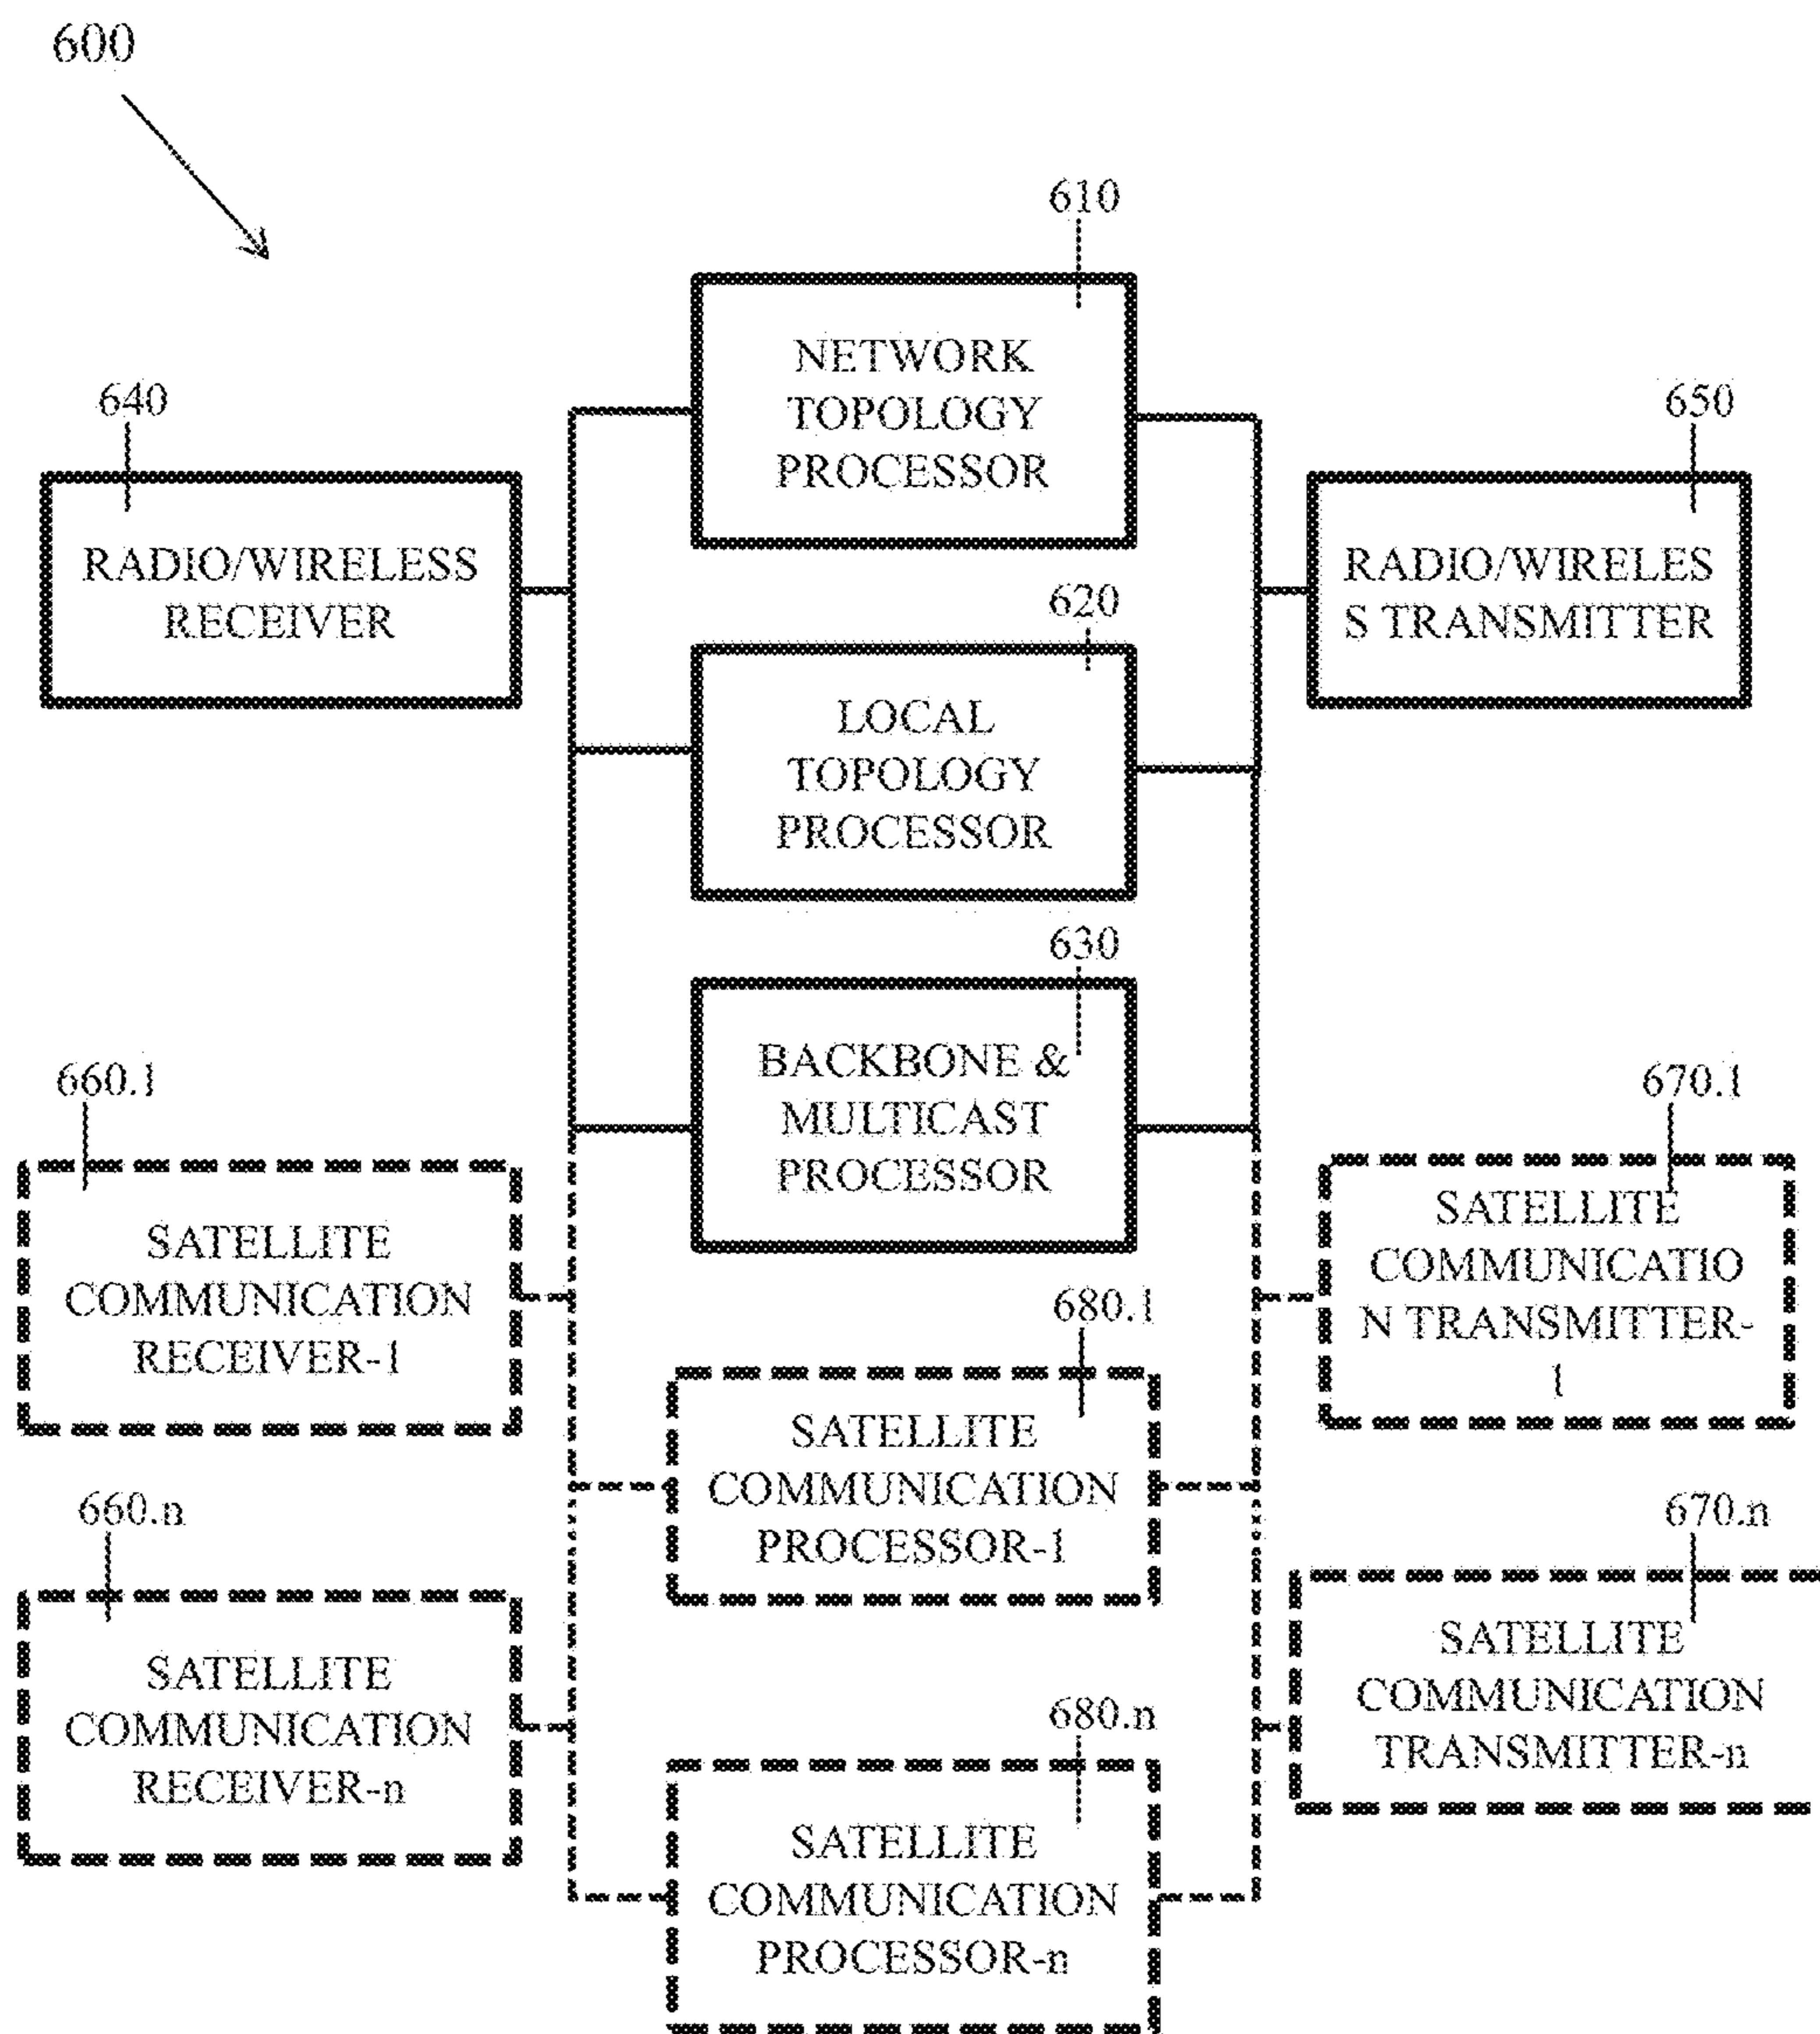 600
610
NETWORK
TOPOLOGY
PROCESSOR
640
RADIO/WIRELESS
RECEIVER
650
RADIO/WIRELES
S TRANSMITTER
620
LOCAL
TOPOLOGY
PROCESSOR
630
BACKBONE &
MULTICAST
PROCESSOR
660.1
SATELLITE
COMMUNICATION
RECEIVER-1
670.1
SATELLITE
COMMUNICATIO
N TRANSMITTER-
1
680.1
SATELLITE
COMMUNICATION
PROCESSOR-1
660.n
SATELLITE
COMMUNICATION
RECEIVER-n
670.n
SATELLITE
COMMUNICATION
TRANSMITTER-n
680.n
SATELLITE
COMMUNICATION
PROCESSOR-n